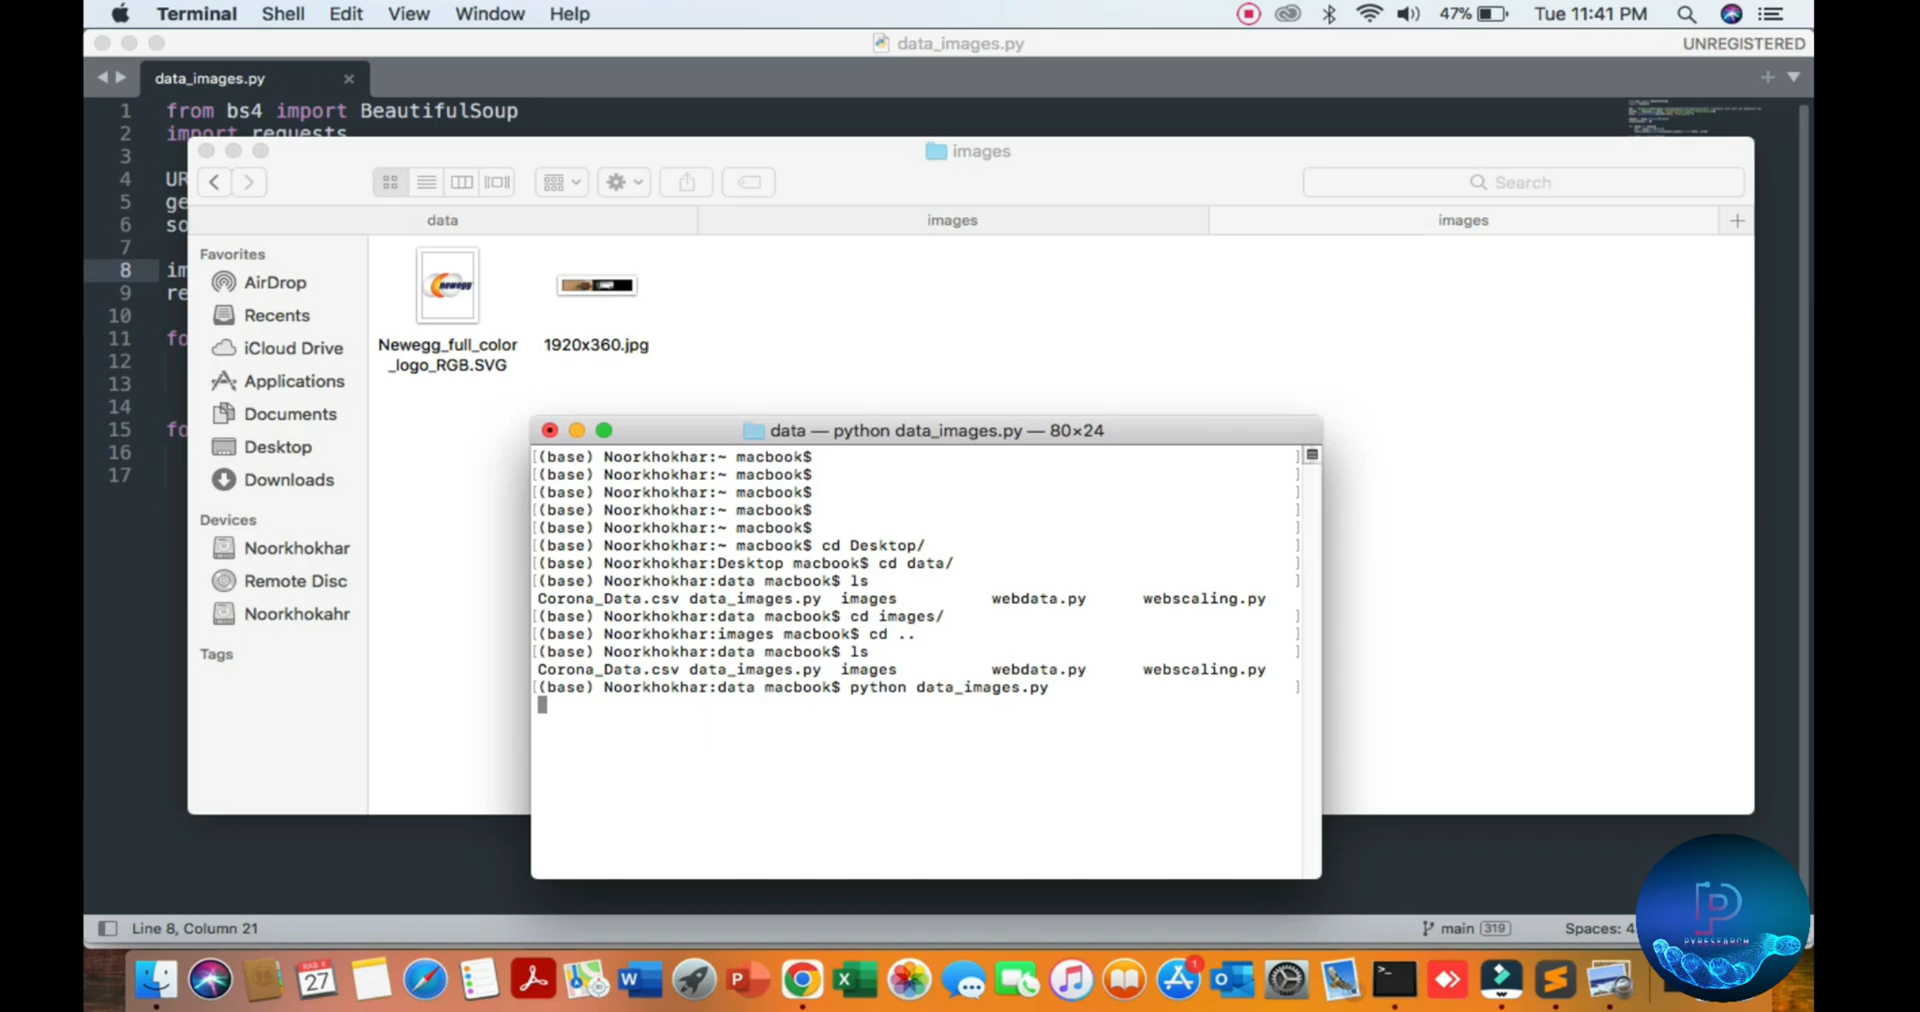 Terminal Shell Edit View Window Help 47% Tue 11:41 PM
data_images.py UNREGISTERED
data_images.py
1 from bs4 import BeautifulSoup
2 import requests
3
4 UR
5 ge
6 so
7
8 im
9 re
10
11 fo
12
13
14
15 fo
16
17
images
Search
data images images
Favorites
AirDrop
Recents
iCloud Drive
Applications
Documents
Desktop
Downloads
Devices
Noorkhokhar
Remote Disc
Noorkhokahr
Tags
newegg
Newegg_full_color
_logo_RGB.SVG
1920x360.jpg
data — python data_images.py — 80×24
[(base) Noorkhokhar:~ macbook$ ]
[(base) Noorkhokhar:~ macbook$ ]
[(base) Noorkhokhar:~ macbook$ ]
[(base) Noorkhokhar:~ macbook$ ]
[(base) Noorkhokhar:~ macbook$ ]
[(base) Noorkhokhar:~ macbook$ cd Desktop/ ]
[(base) Noorkhokhar:Desktop macbook$ cd data/ ]
[(base) Noorkhokhar:data macbook$ ls ]
Corona_Data.csv data_images.py images webdata.py webscaling.py
[(base) Noorkhokhar:data macbook$ cd images/ ]
[(base) Noorkhokhar:images macbook$ cd .. ]
[(base) Noorkhokhar:data macbook$ ls ]
Corona_Data.csv data_images.py images webdata.py webscaling.py
[(base) Noorkhokhar:data macbook$ python data_images.py ]
Line 8, Column 21 main 319 Spaces: 4
PYRESEARCH
27
1